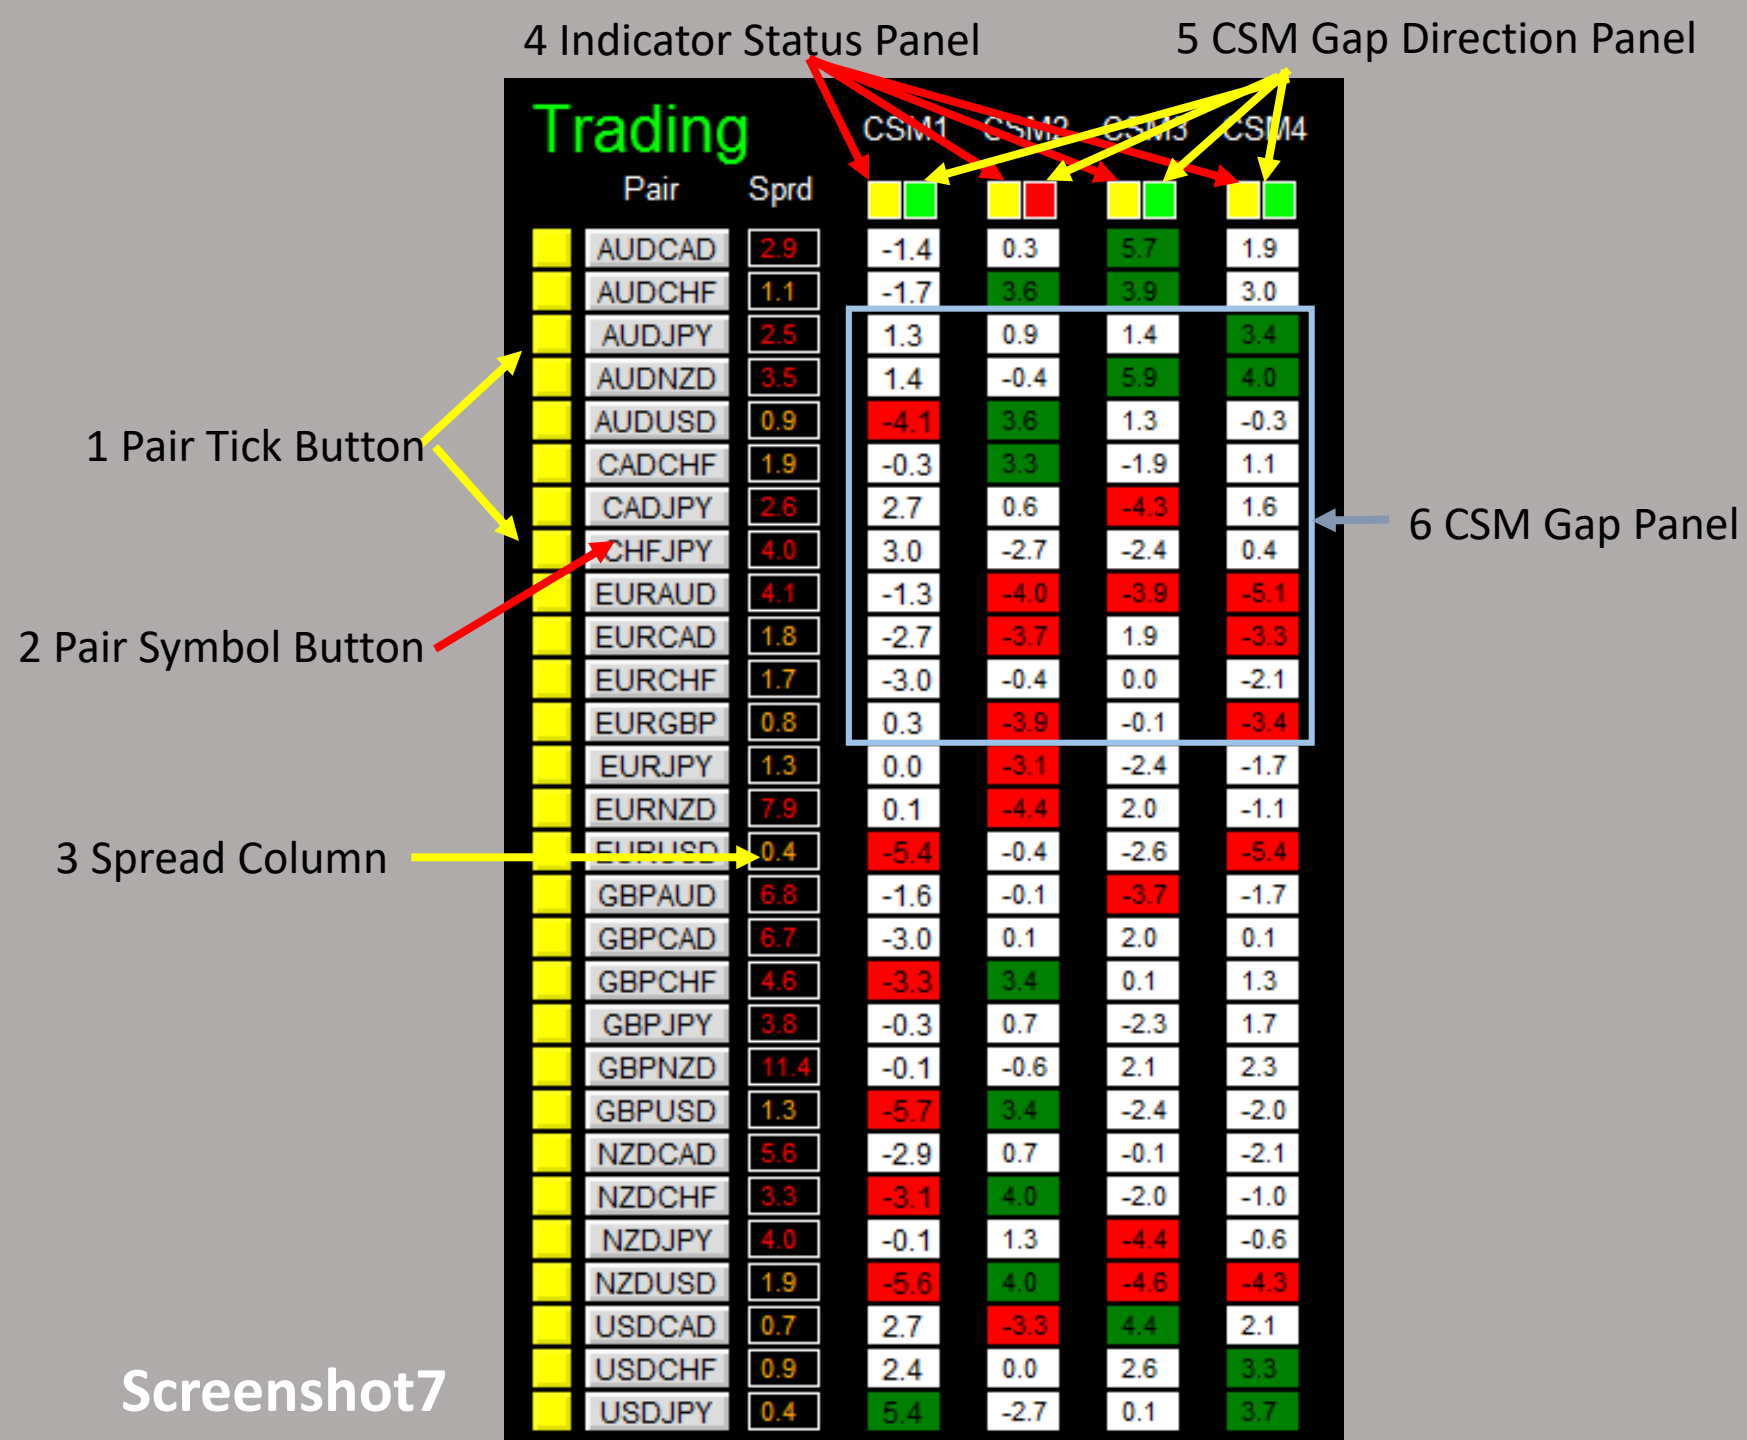 4 Indicator Status Panel
5 CSM Gap Direction Panel
Trading
CSM1 CSM2 CSM3 CSM4
Pair Sprd
AUDCAD 2.9 -1.4 0.3 5.7 1.9
AUDCHF 1.1 -1.7 3.6 3.9 3.0
AUDJPY 2.5 1.3 0.9 1.4 3.4
AUDNZD 3.5 1.4 -0.4 5.9 4.0
AUDUSD 0.9 -4.1 3.6 1.3 -0.3
1 Pair Tick Button
CADCHF 1.9 -0.3 3.3 -1.9 1.1
CADJPY 2.6 2.7 0.6 -4.3 1.6
6 CSM Gap Panel
CHFJPY 4.0 3.0 -2.7 -2.4 0.4
EURAUD 4.1 -1.3 -4.0 -3.9 -5.1
EURCAD 1.8 -2.7 -3.7 1.9 -3.3
2 Pair Symbol Button
EURCHF 1.7 -3.0 -0.4 0.0 -2.1
EURGBP 0.8 0.3 -3.9 -0.1 -3.4
EURJPY 1.3 0.0 -3.1 -2.4 -1.7
EURNZD 7.9 0.1 -4.4 2.0 -1.1
3 Spread Column
EURUSD 0.4 -5.4 -0.4 -2.6 -5.4
GBPAUD 6.8 -1.6 -0.1 -3.7 -1.7
GBPCAD 6.7 -3.0 0.1 2.0 0.1
GBPCHF 4.6 -3.3 3.4 0.1 1.3
GBPJPY 3.8 -0.3 0.7 -2.3 1.7
GBPNZD 11.4 -0.1 -0.6 2.1 2.3
GBPUSD 1.3 -5.7 3.4 -2.4 -2.0
NZDCAD 5.6 -2.9 0.7 -0.1 -2.1
NZDCHF 3.3 -3.1 4.0 -2.0 -1.0
NZDJPY 4.0 -0.1 1.3 -4.4 -0.6
NZDUSD 1.9 -5.6 4.0 -4.6 -4.3
USDCAD 0.7 2.7 -3.3 4.4 2.1
USDCHF 0.9 2.4 0.0 2.6 3.3
Screenshot7
USDJPY 0.4 5.4 -2.7 0.1 3.7